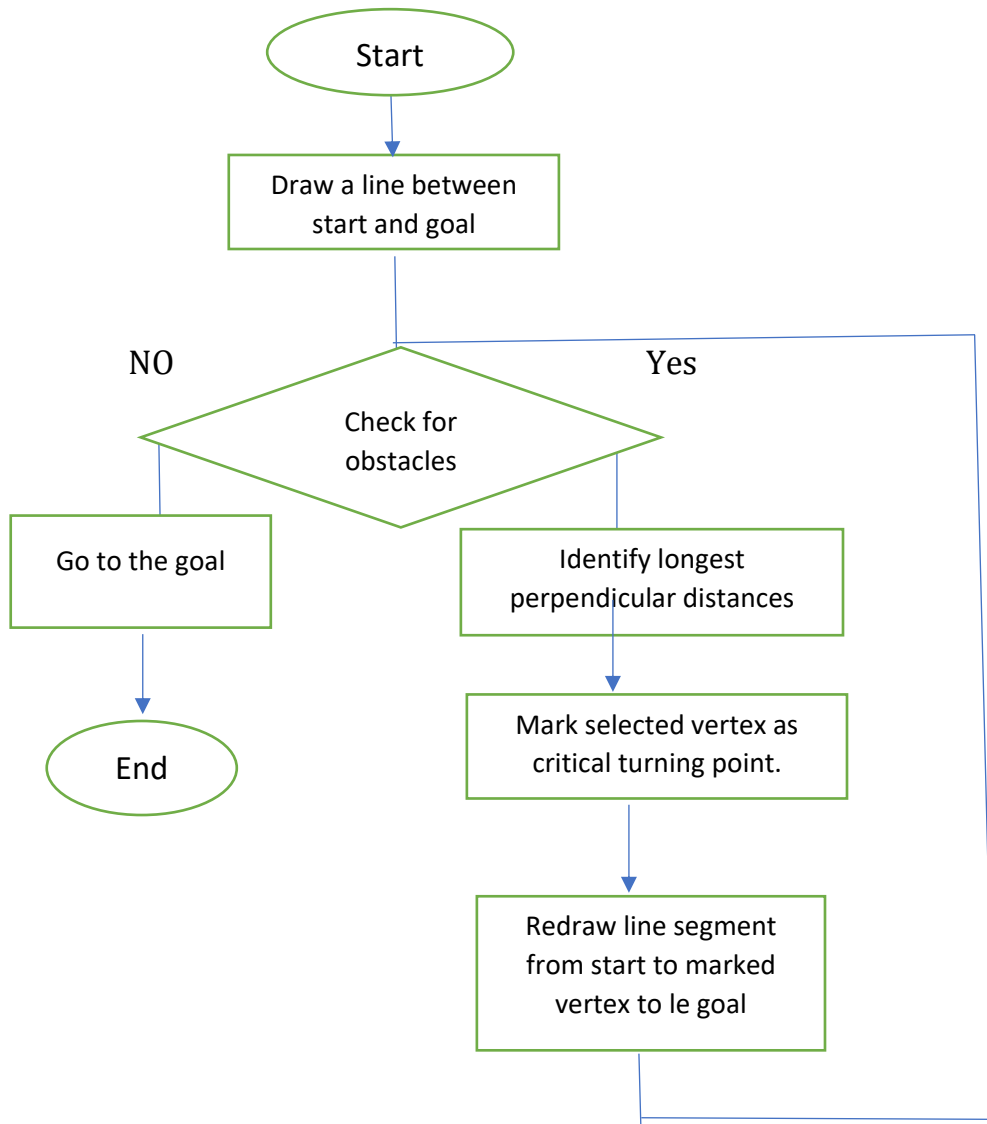 Start
Draw a line between
start and goal
NO
Yes
Check for
obstacles
Go to the goal
Identify longest
perpendicular distances
Mark selected vertex as
critical turning point.
End
Redraw line segment
from start to marked
vertex to le goal